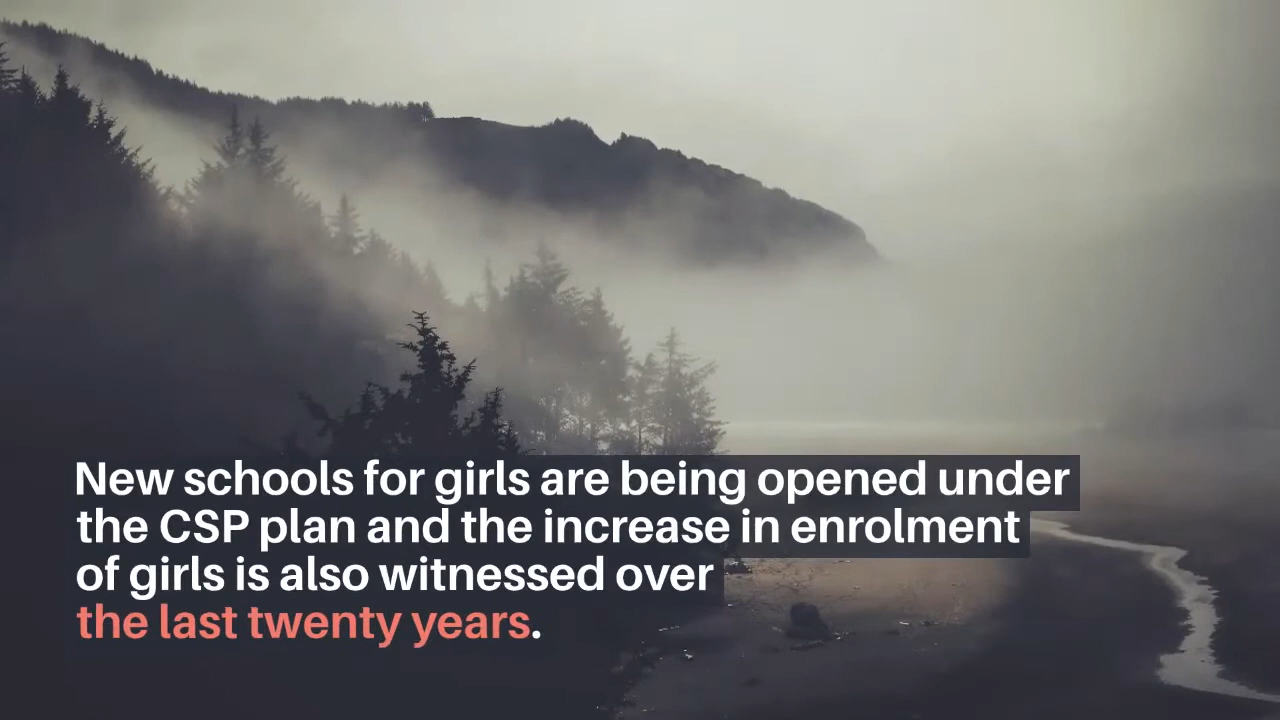 New schools for girls are being opened under
the CSP plan and the increase in enrolment
of girls is also witnessed over
the last twenty years.